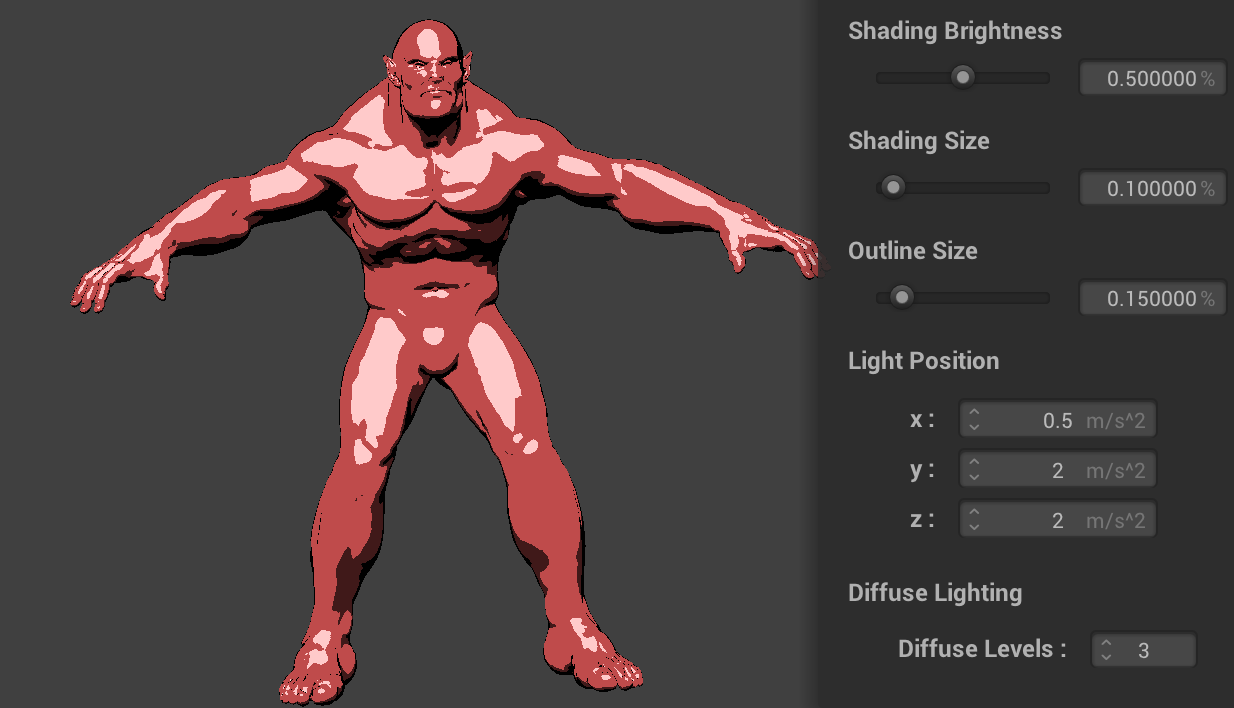 Shading Brightness
0.500000 %
Shading Size
0.100000 %
Outline Size
0.150000 %
Light Position
x : 0.5 m/s^2
y : 2 m/s^2
z : 2 m/s^2
Diffuse Lighting
Diffuse Levels : 3